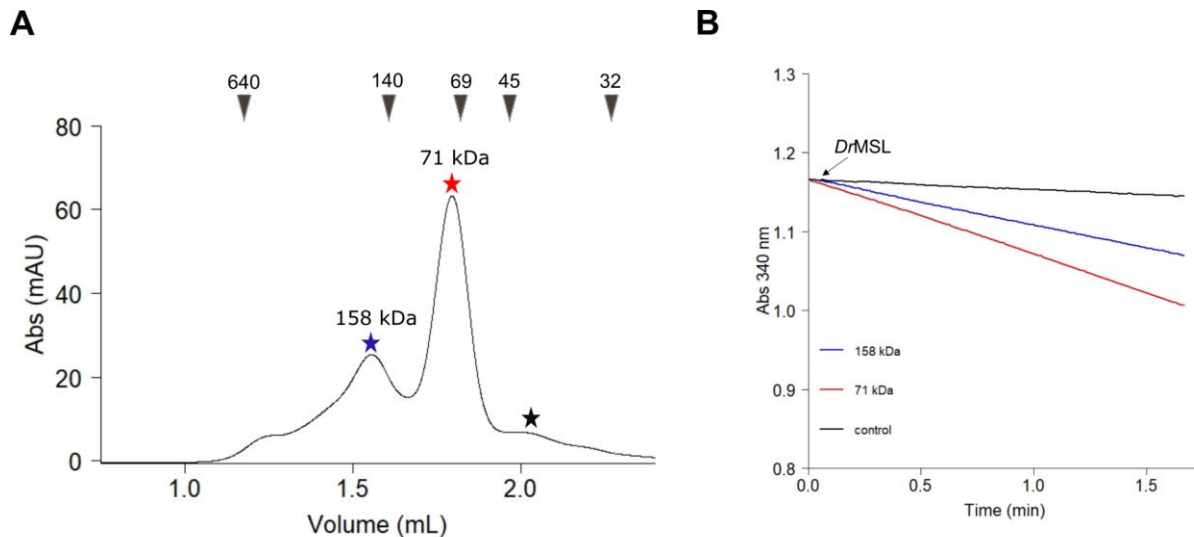 A
640 140 69 45 32
80
60
40
20
0
71 kDa
158 kDa
1.0 1.5 2.0
Abs (mAU)
Volume (mL)
B
1.3
1.2
1.1
1.0
0.9
0.8
DrMSL
158 kDa
71 kDa
control
0.0 0.5 1.0 1.5
Abs 340 nm
Time (min)